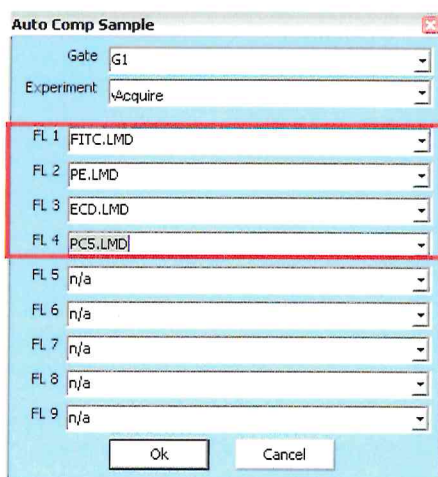 Auto Comp Sample
Gate G1
Experiment \Acquire
FL 1 FITC.LMD
FL 2 PE.LMD
FL 3 ECD.LMD
FL 4 PC5.LMD
FL 5 n/a
FL 6 n/a
FL 7 n/a
FL 8 n/a
FL 9 n/a
Ok Cancel